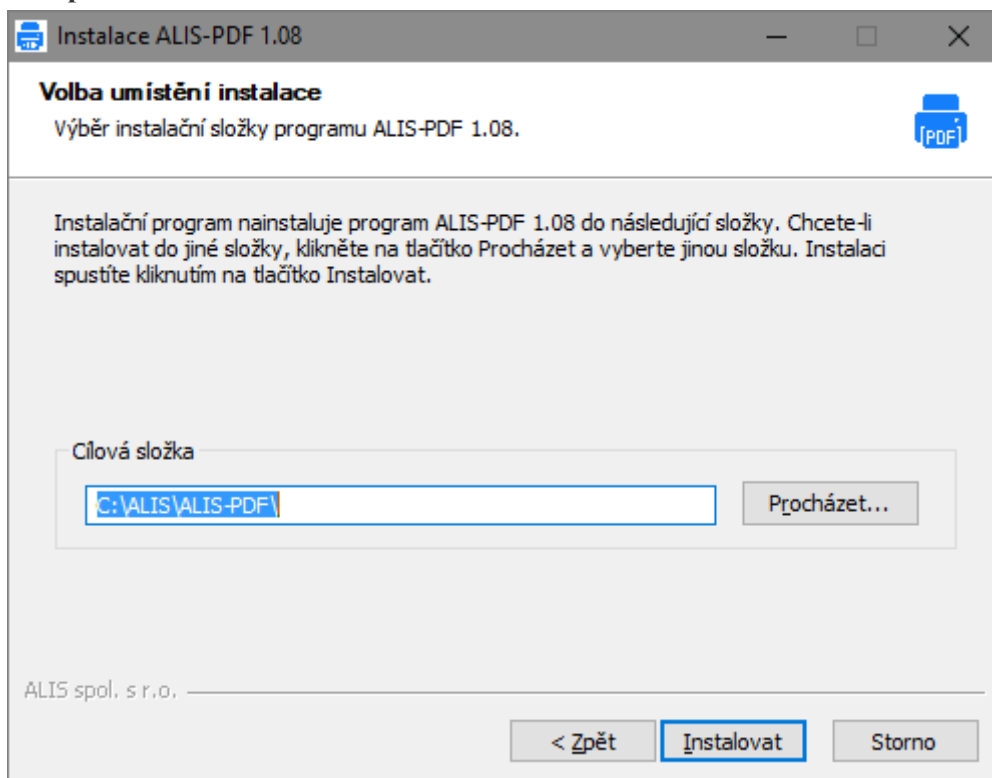 Instalace ALIS-PDF 1.08
Volba umístění instalace
Výběr instalační složky programu ALIS-PDF 1.08.
[PDF]
Instalační program nainstaluje program ALIS-PDF 1.08 do následující složky. Chcete-li
instalovat do jiné složky, klikněte na tlačítko Procházet a vyberte jinou složku. Instalaci
spustíte kliknutím na tlačítko Instalovat.
Cílová složka
C:\ALIS\ALIS-PDF\
Procházet...
ALIS spol. s r.o.
< Zpět
Instalovat
Storno